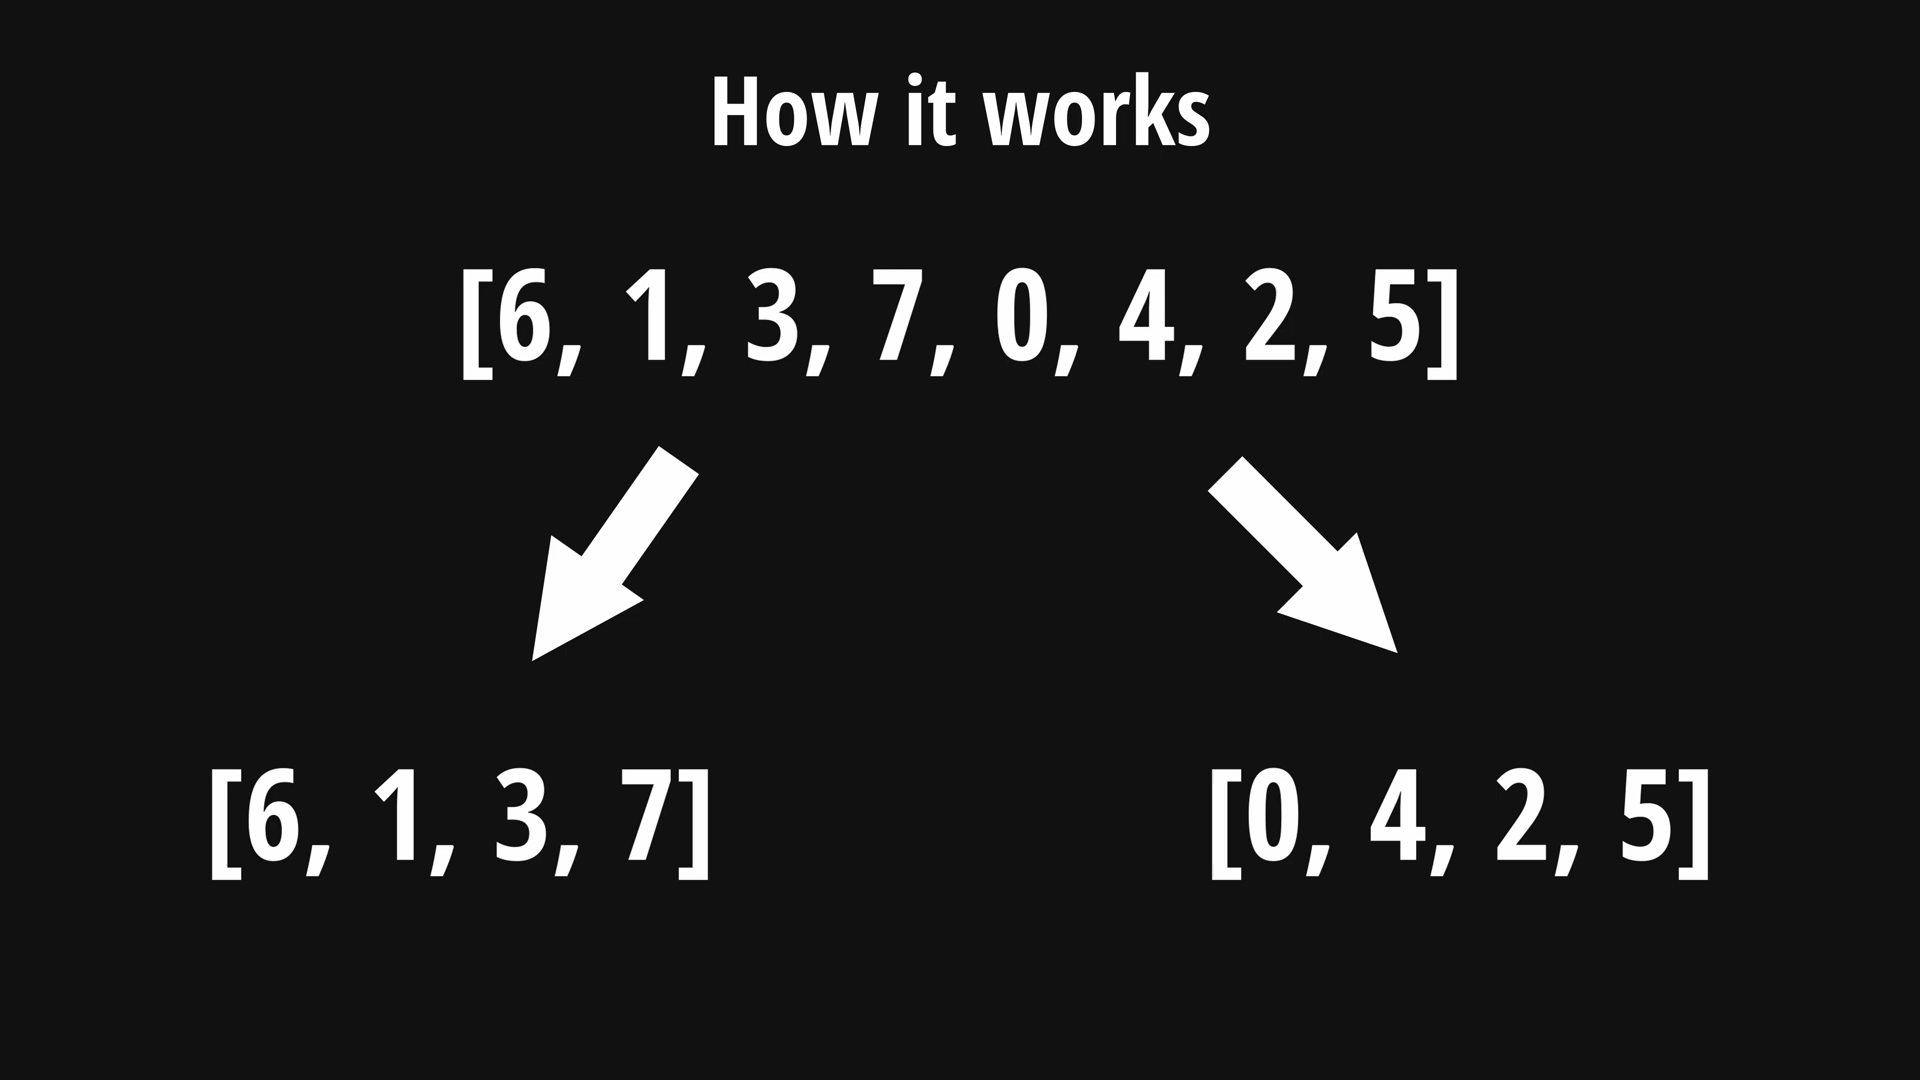 How it works
[6, 1, 3, 7, 0, 4, 2, 5]
[6, 1, 3, 7]
[0, 4, 2, 5]